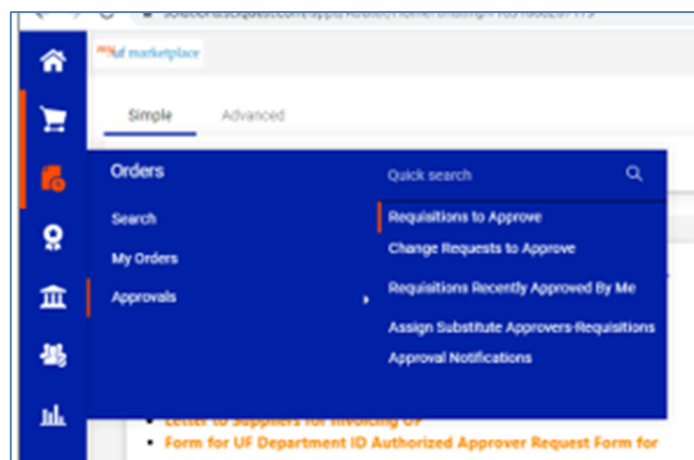 myuf marketplace
Simple
Advanced
Orders
Quick search
Search
My Orders
Approvals
Requisitions to Approve
Change Requests to Approve
Requisitions Recently Approved By Me
Assign Substitute Approvers-Requisitions
Approval Notifications
Letter to Suppliers for Invoicing UF
Form for UF Department ID Authorized Approver Request Form for